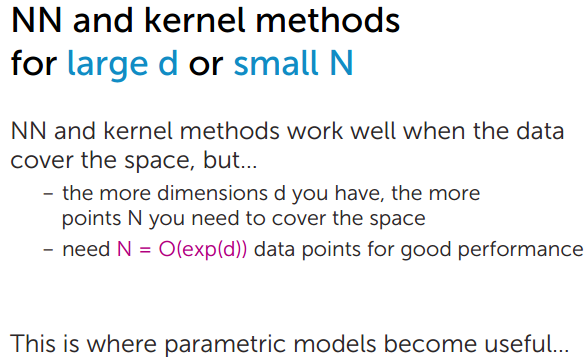 NN and kernel methods
for large d or small N
NN and kernel methods work well when the data
cover the space, but...
– the more dimensions d you have, the more
points N you need to cover the space
– need N = O(exp(d)) data points for good performance
This is where parametric models become useful...